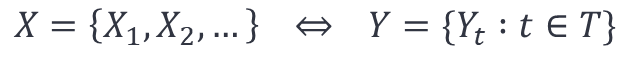 X = {X₁, X₂, … } ⇔ Y = {Yₜ : t ∈ T}